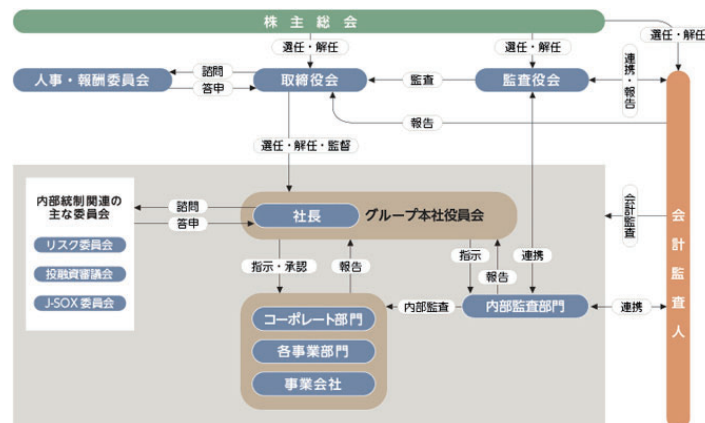 株主総会
選任・解任
選任・解任
選任・解任
人事・報酬委員会
諮問
答申
取締役会
監査
監査役会
連携・報告
報告
選任・解任・監督
会計監査人
内部統制関連の
主な委員会
リスク委員会
投融資審議会
J-SOX 委員会
諮問
答申
社長
グループ本社役員会
会計監査
指示・承認
報告
指示
報告
連携
コーポレート部門
各事業部門
事業会社
内部監査
内部監査部門
連携